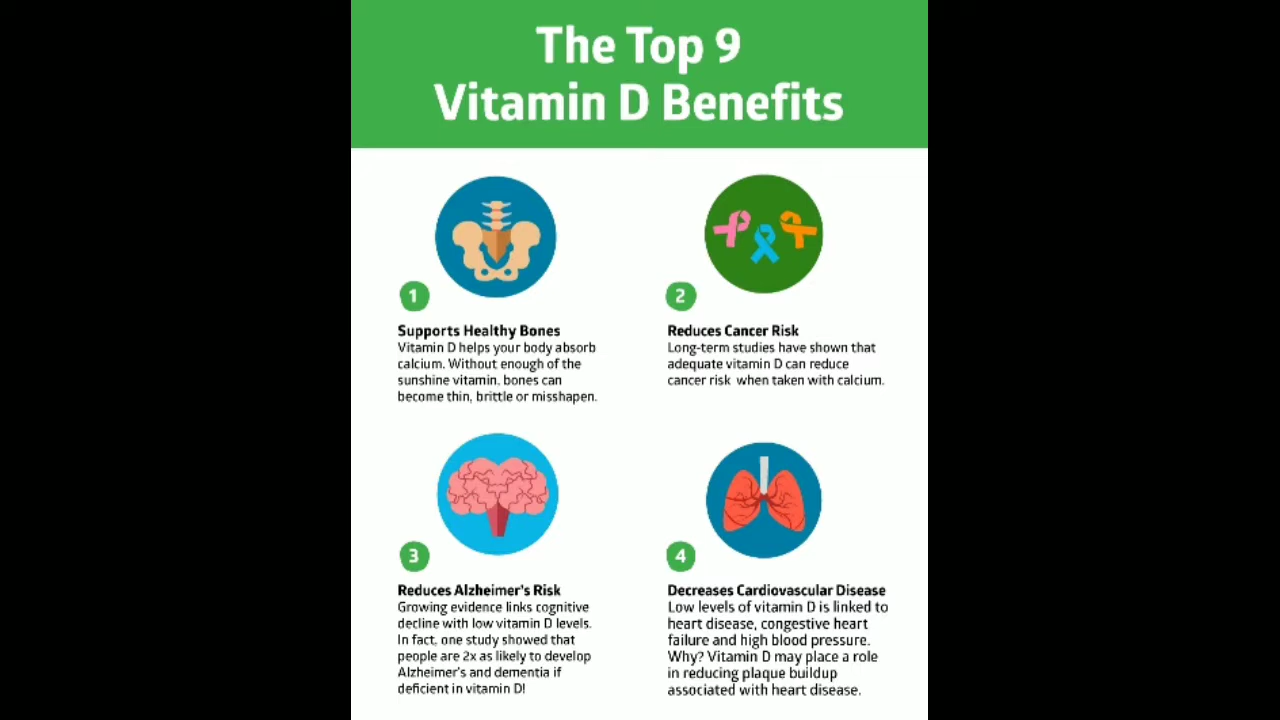 The Top 9
Vitamin D Benefits
1
Supports Healthy Bones
Vitamin D helps your body absorb
calcium. Without enough of the
sunshine vitamin, bones can
become thin, brittle or misshapen.
2
Reduces Cancer Risk
Long-term studies have shown that
adequate vitamin D can reduce
cancer risk when taken with calcium.
3
Reduces Alzheimer's Risk
Growing evidence links cognitive
decline with low vitamin D levels.
In fact, one study showed that
people are 2x as likely to develop
Alzheimer's and dementia if
deficient in vitamin D!
4
Decreases Cardiovascular Disease
Low levels of vitamin D is linked to
heart disease, congestive heart
failure and high blood pressure.
Why? Vitamin D may place a role
in reducing plaque buildup
associated with heart disease.